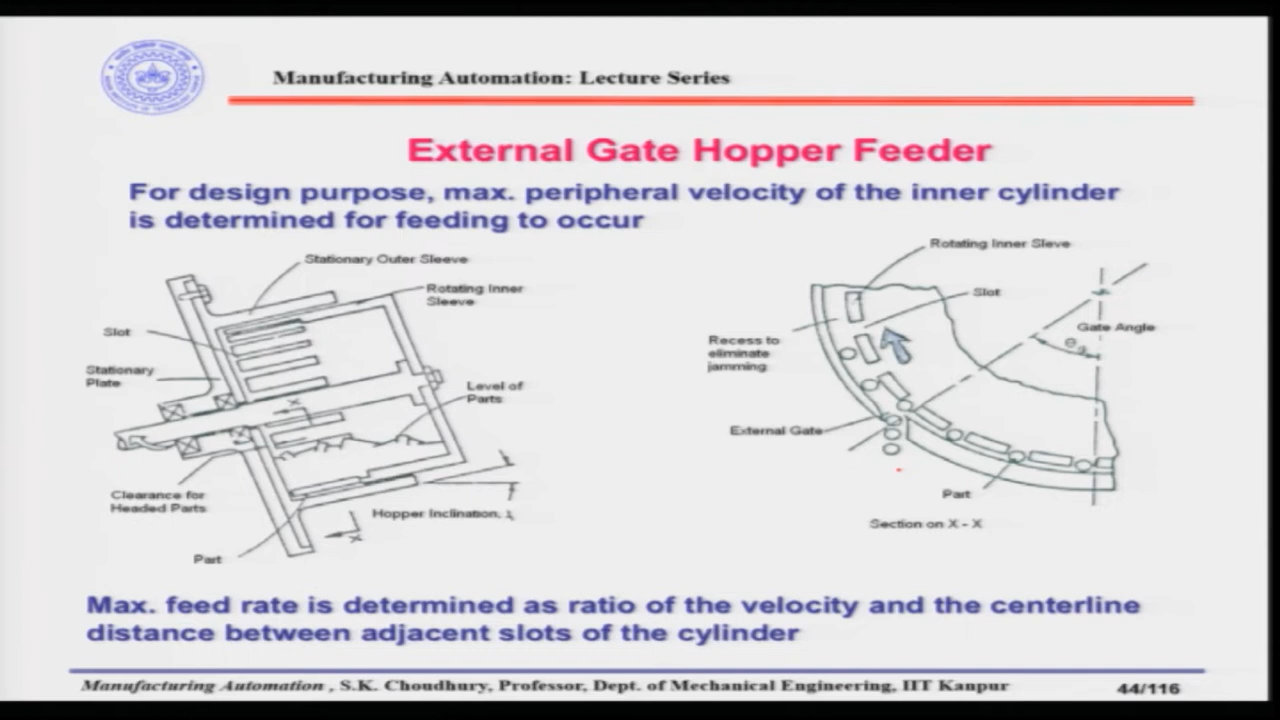 Manufacturing Automation: Lecture Series
External Gate Hopper Feeder
For design purpose, max. peripheral velocity of the inner cylinder
is determined for feeding to occur
Stationary Outer Sleeve
Rotating Inner
Sleeve
Slot
Stationary
Plate
Level of
Parts
x
Clearance for
Headed Parts
Hopper Inclination,
x
Part
Rotating Inner Sleve
Slot
Gate Angle
θg
Recess to
eliminate
jamming
External Gate
Part
Section on X - X
Max. feed rate is determined as ratio of the velocity and the centerline
distance between adjacent slots of the cylinder
Manufacturing Automation , S.K. Choudhury, Professor, Dept. of Mechanical Engineering, IIT Kanpur
44/116